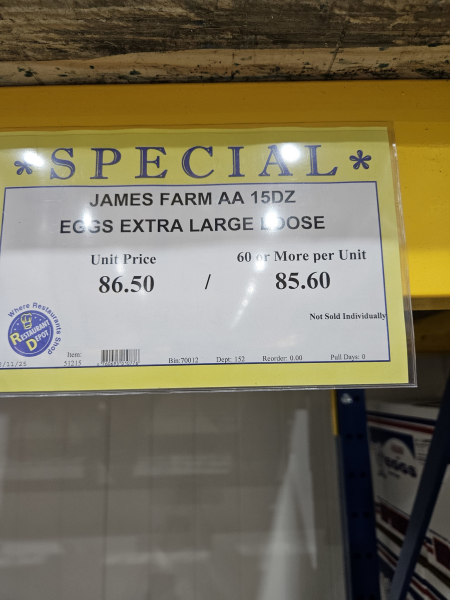 *SPECIAL*
JAMES FARM AA 15DZ
EGGS EXTRA LARGE LOOSE
Unit Price
60 or More per Unit
86.50 / 85.60
Not Sold Individually
Where Restaurants Shop
RESTAURANT DEPOT
Item:
51215
Bin:70012
Dept: 152
Reorder: 0.00
Pull Days: 0
EGGS